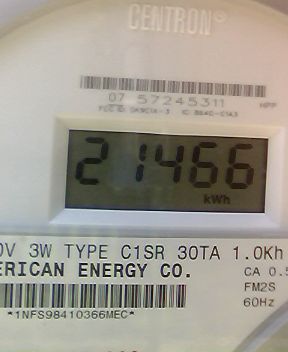 CENTRON®
07 57245311
HPP
21466
kWh
0V 3W TYPE C1SR 30TA 1.0Kh
ERICAN ENERGY CO.
CA 0.5
FM2S
60Hz
*1NFS98410366MEC*